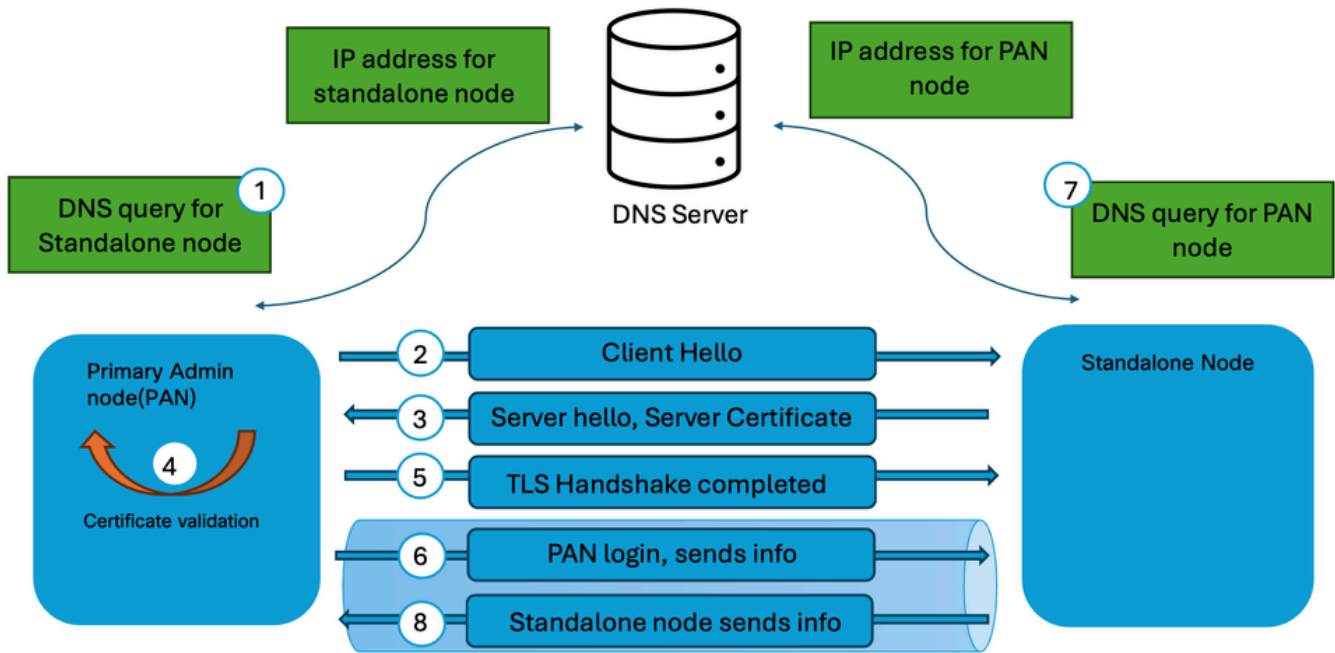 IP address for
standalone node
IP address for PAN
node
DNS Server
1
DNS query for
Standalone node
7
DNS query for PAN
node
Primary Admin
node(PAN)
4
Certificate validation
2
Client Hello
3
Server hello, Server Certificate
5
TLS Handshake completed
6
PAN login, sends info
8
Standalone node sends info
Standalone Node